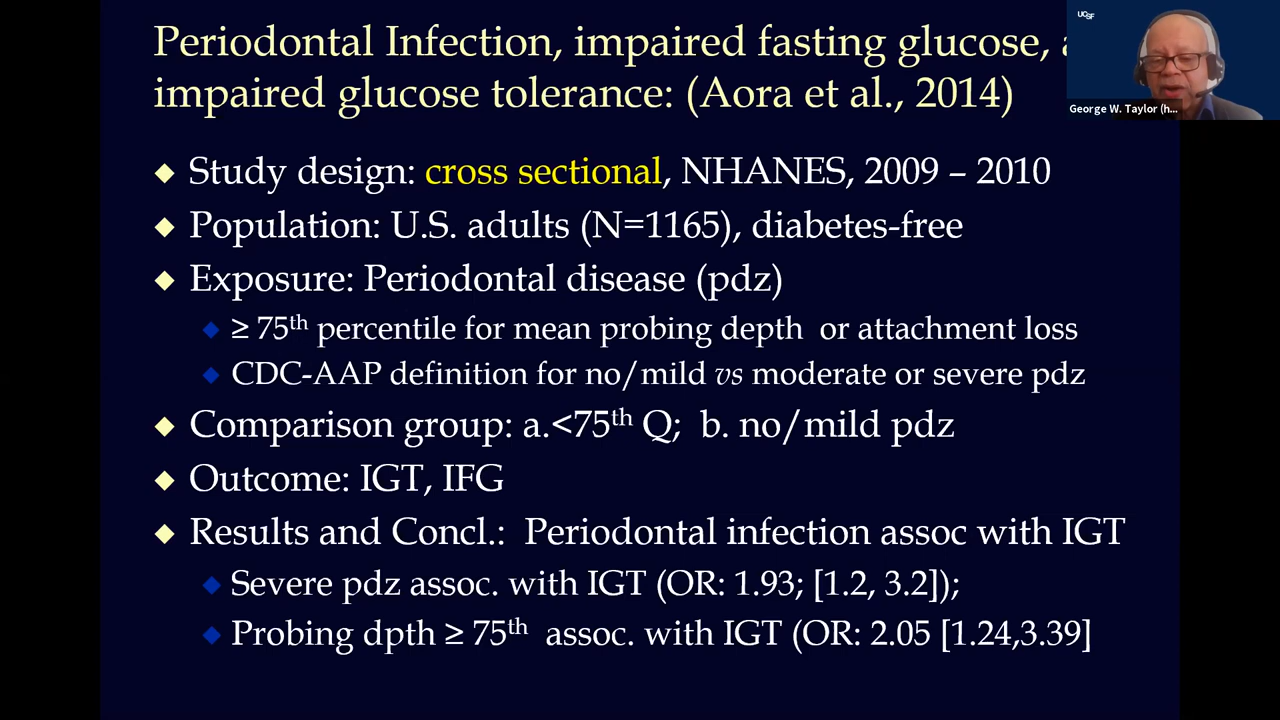 Periodontal Infection, impaired fasting glucose, a
impaired glucose tolerance: (Aora et al., 2014)
UCSF
George W. Taylor (h...
Study design: cross sectional, NHANES, 2009 – 2010
Population: U.S. adults (N=1165), diabetes-free
Exposure: Periodontal disease (pdz)
≥ 75th percentile for mean probing depth or attachment loss
CDC-AAP definition for no/mild vs moderate or severe pdz
Comparison group: a.<75th Q; b. no/mild pdz
Outcome: IGT, IFG
Results and Concl.: Periodontal infection assoc with IGT
Severe pdz assoc. with IGT (OR: 1.93; [1.2, 3.2]);
Probing dpth ≥ 75th assoc. with IGT (OR: 2.05 [1.24,3.39]